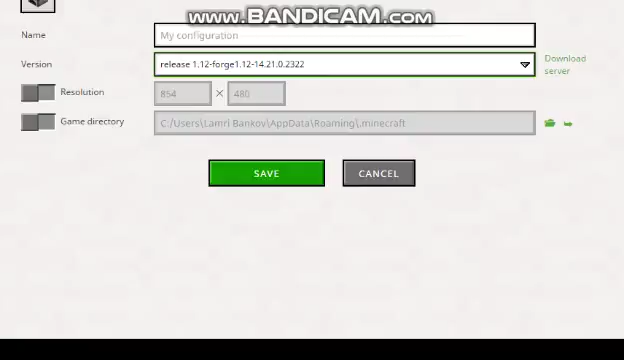 www.BANDICAM.com
Name
My configuration
Version
release 1.12-forge1.12-14.21.0.2322
Download
server
Resolution
854
×
480
Game directory
C:/Users\Lamri Bankov\AppData\Roaming\.minecraft
SAVE
CANCEL